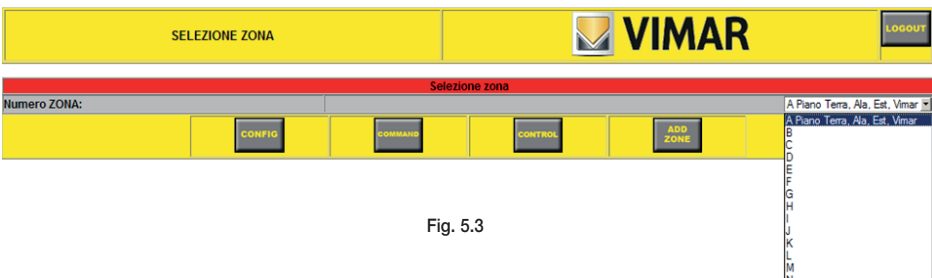 SELEZIONE ZONA
VIMAR
LOGOUT
Selezione zona
Numero ZONA:
A Piano Terra, Ala, Est, Vimar
CONFIG
COMMAND
CONTROL
ADD ZONE
A Piano Terra, Ala, Est, Vimar
B
C
D
E
F
G
H
I
J
K
L
M
Fig. 5.3